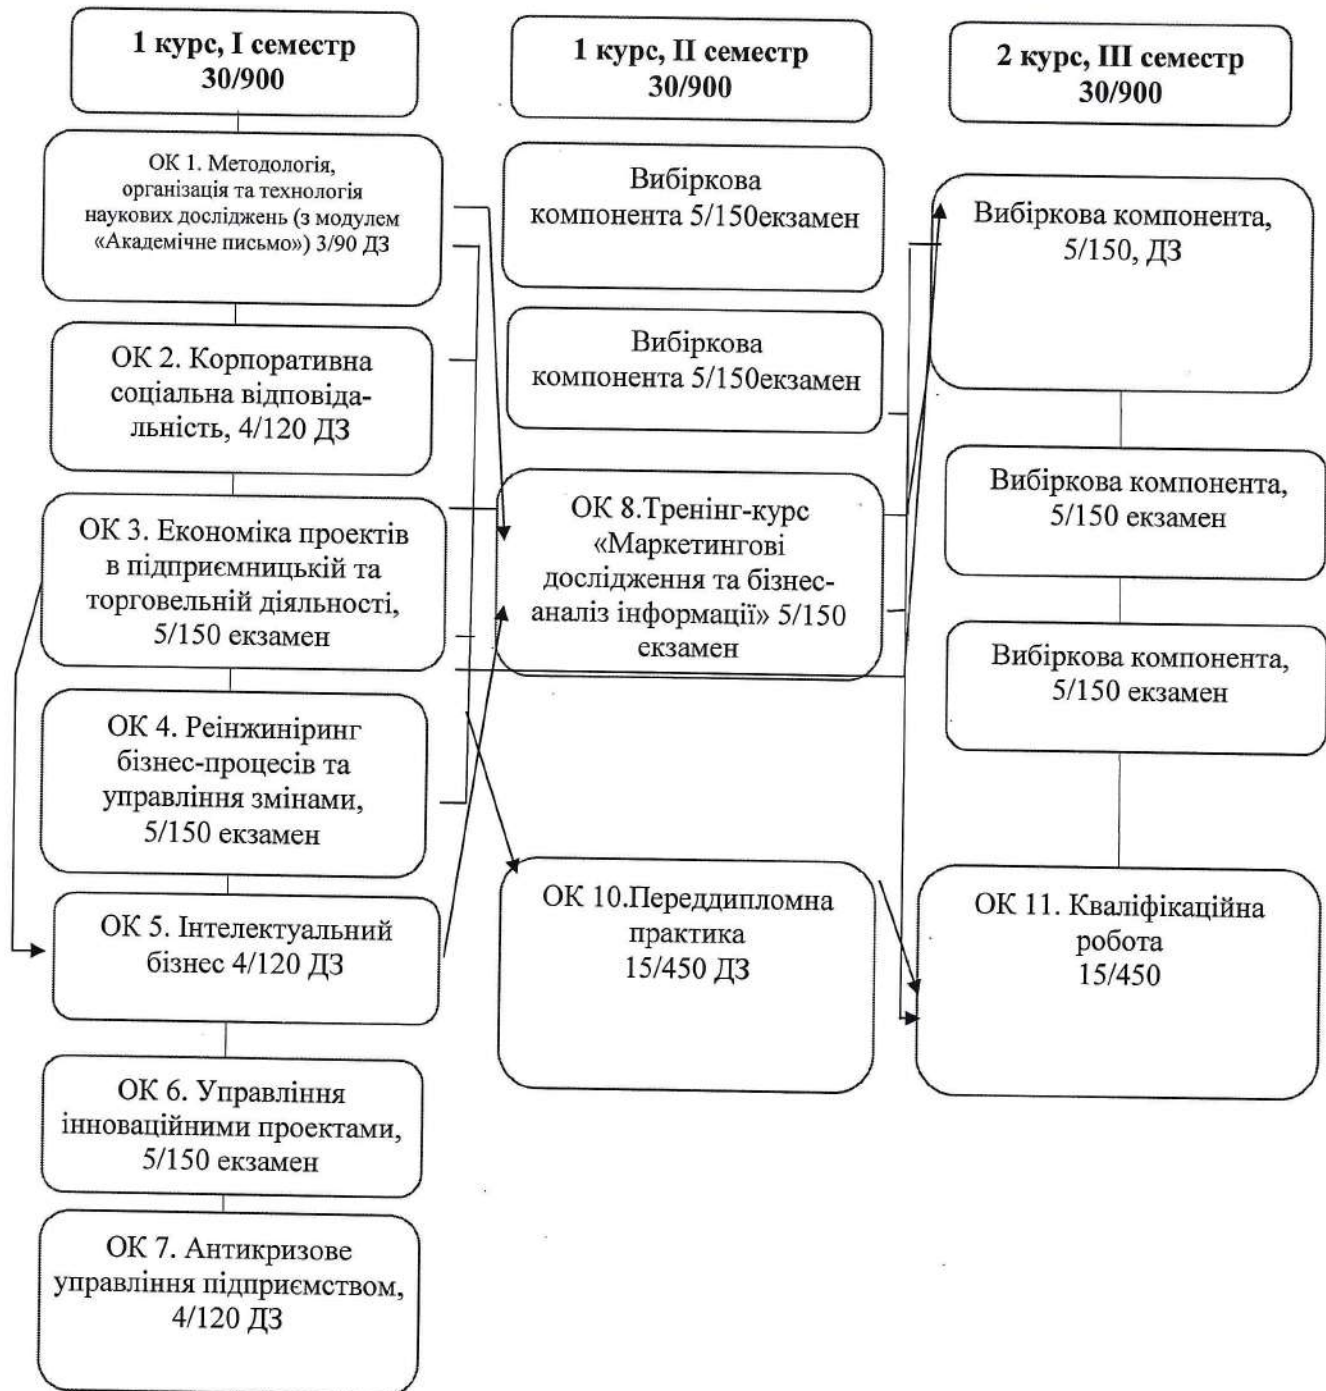 1 курс, I семестр
30/900
ОК 1. Методологія,
організація та технологія
наукових досліджень (з модулем
«Академічне письмо») 3/90 ДЗ
ОК 2. Корпоративна
соціальна відповіда-
льність, 4/120 ДЗ
ОК 3. Економіка проектів
в підприємницькій та
торговельній діяльності,
5/150 екзамен
ОК 4. Реінжиніринг
бізнес-процесів та
управління змінами,
5/150 екзамен
ОК 5. Інтелектуальний
бізнес 4/120 ДЗ
ОК 6. Управління
інноваційними проектами,
5/150 екзамен
ОК 7. Антикризове
управління підприємством,
4/120 ДЗ
1 курс, II семестр
30/900
Вибіркова
компонента 5/150екзамен
Вибіркова
компонента 5/150екзамен
ОК 8.Тренінг-курс
«Маркетингові
дослідження та бізнес-
аналіз інформації» 5/150
екзамен
ОК 10.Переддипломна
практика
15/450 ДЗ
2 курс, III семестр
30/900
Вибіркова компонента,
5/150, ДЗ
Вибіркова компонента,
5/150 екзамен
Вибіркова компонента,
5/150 екзамен
ОК 11. Кваліфікаційна
робота
15/450